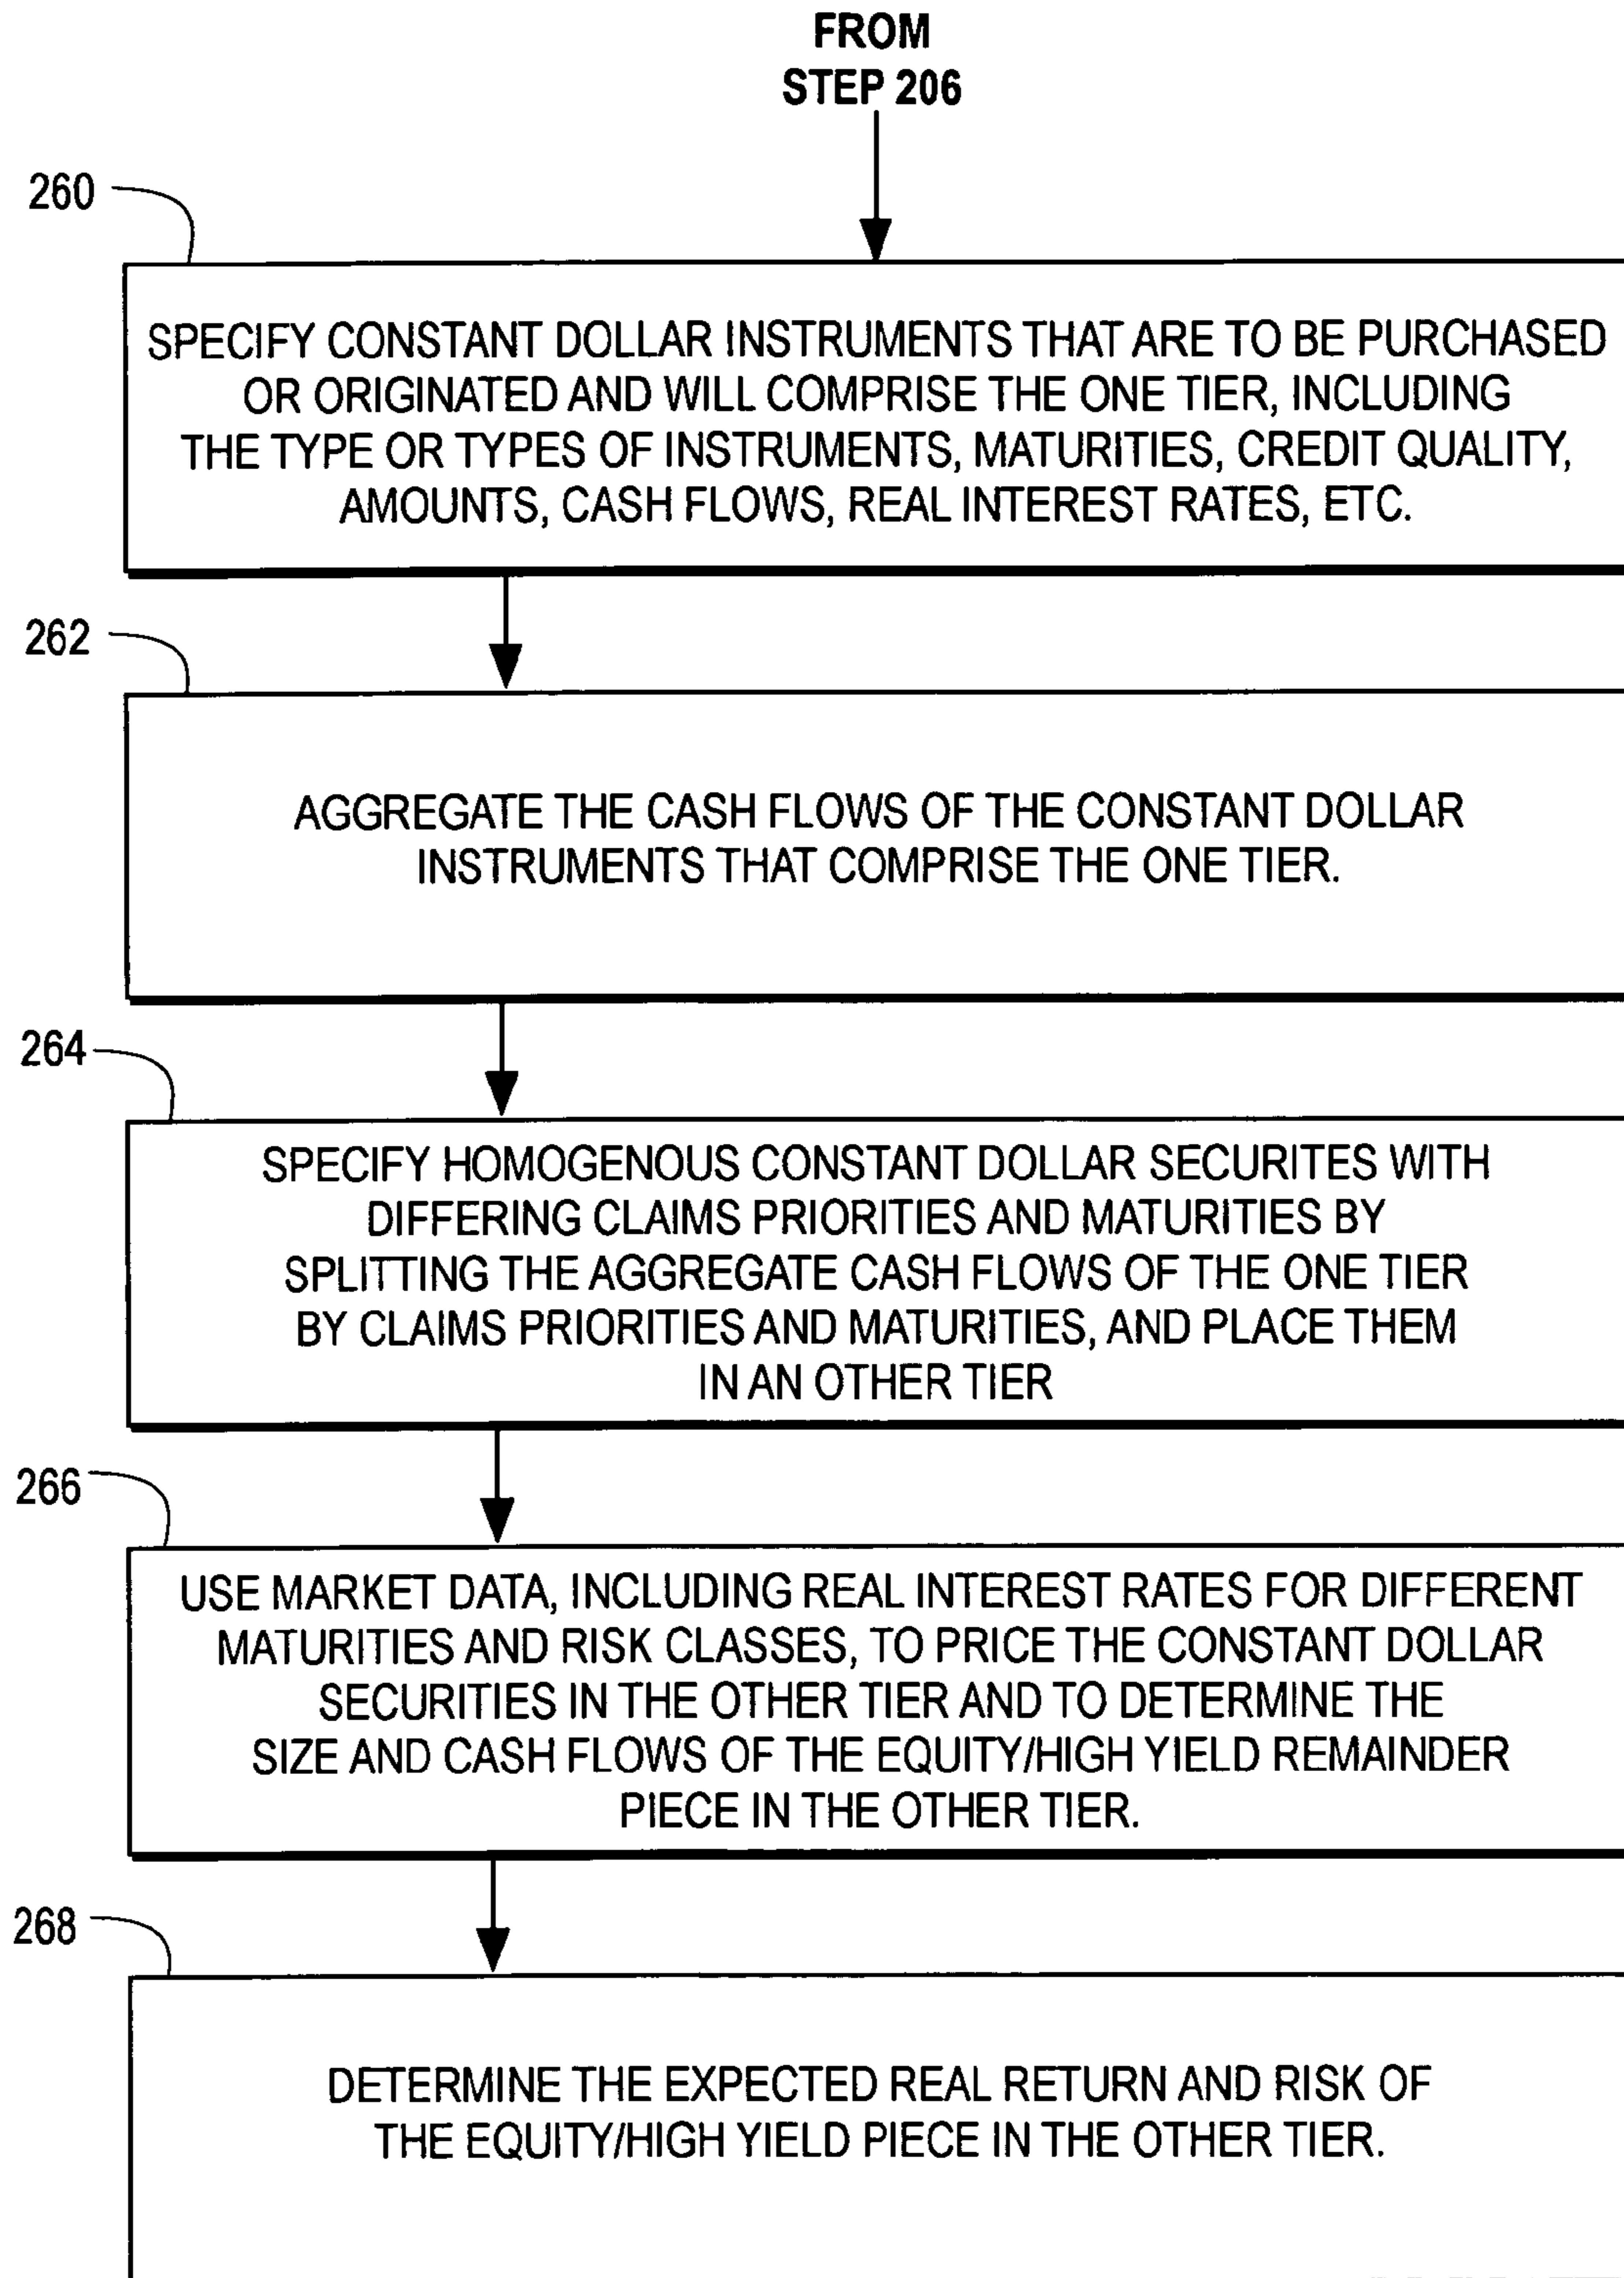 FROM
STEP 206
260
SPECIFY CONSTANT DOLLAR INSTRUMENTS THAT ARE TO BE PURCHASED
OR ORIGINATED AND WILL COMPRISE THE ONE TIER, INCLUDING
THE TYPE OR TYPES OF INSTRUMENTS, MATURITIES, CREDIT QUALITY,
AMOUNTS, CASH FLOWS, REAL INTEREST RATES, ETC.
262
AGGREGATE THE CASH FLOWS OF THE CONSTANT DOLLAR
INSTRUMENTS THAT COMPRISE THE ONE TIER.
264
SPECIFY HOMOGENOUS CONSTANT DOLLAR SECURITES WITH
DIFFERING CLAIMS PRIORITIES AND MATURITIES BY
SPLITTING THE AGGREGATE CASH FLOWS OF THE ONE TIER
BY CLAIMS PRIORITIES AND MATURITIES, AND PLACE THEM
IN AN OTHER TIER
266
USE MARKET DATA, INCLUDING REAL INTEREST RATES FOR DIFFERENT
MATURITIES AND RISK CLASSES, TO PRICE THE CONSTANT DOLLAR
SECURITIES IN THE OTHER TIER AND TO DETERMINE THE
SIZE AND CASH FLOWS OF THE EQUITY/HIGH YIELD REMAINDER
PIECE IN THE OTHER TIER.
268
DETERMINE THE EXPECTED REAL RETURN AND RISK OF
THE EQUITY/HIGH YIELD PIECE IN THE OTHER TIER.